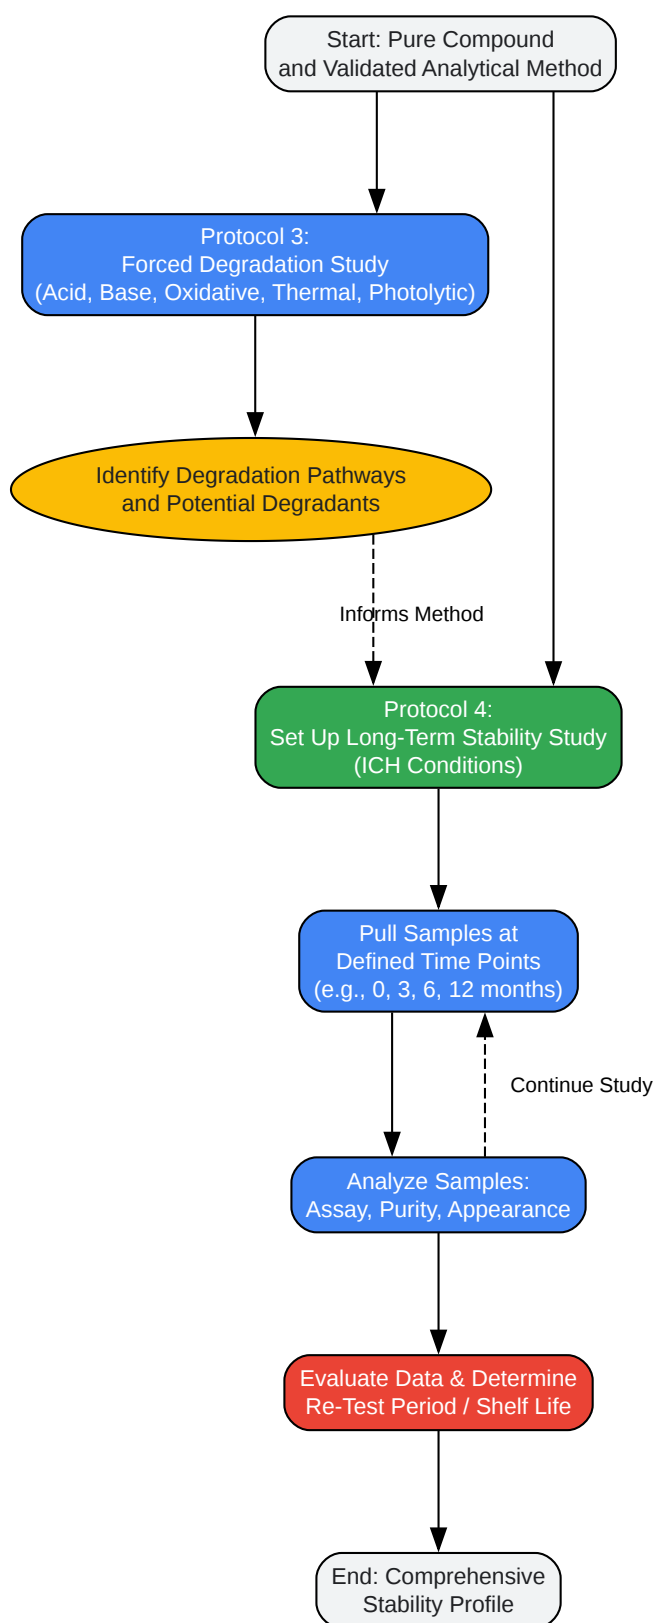 Start: Pure Compound
and Validated Analytical Method
Protocol 3:
Forced Degradation Study
(Acid, Base, Oxidative, Thermal, Photolytic)
Identify Degradation Pathways
and Potential Degradants
Informs Method
Protocol 4:
Set Up Long-Term Stability Study
(ICH Conditions)
Pull Samples at
Defined Time Points
(e.g., 0, 3, 6, 12 months)
Continue Study
Analyze Samples:
Assay, Purity, Appearance
Evaluate Data & Determine
Re-Test Period / Shelf Life
End: Comprehensive
Stability Profile